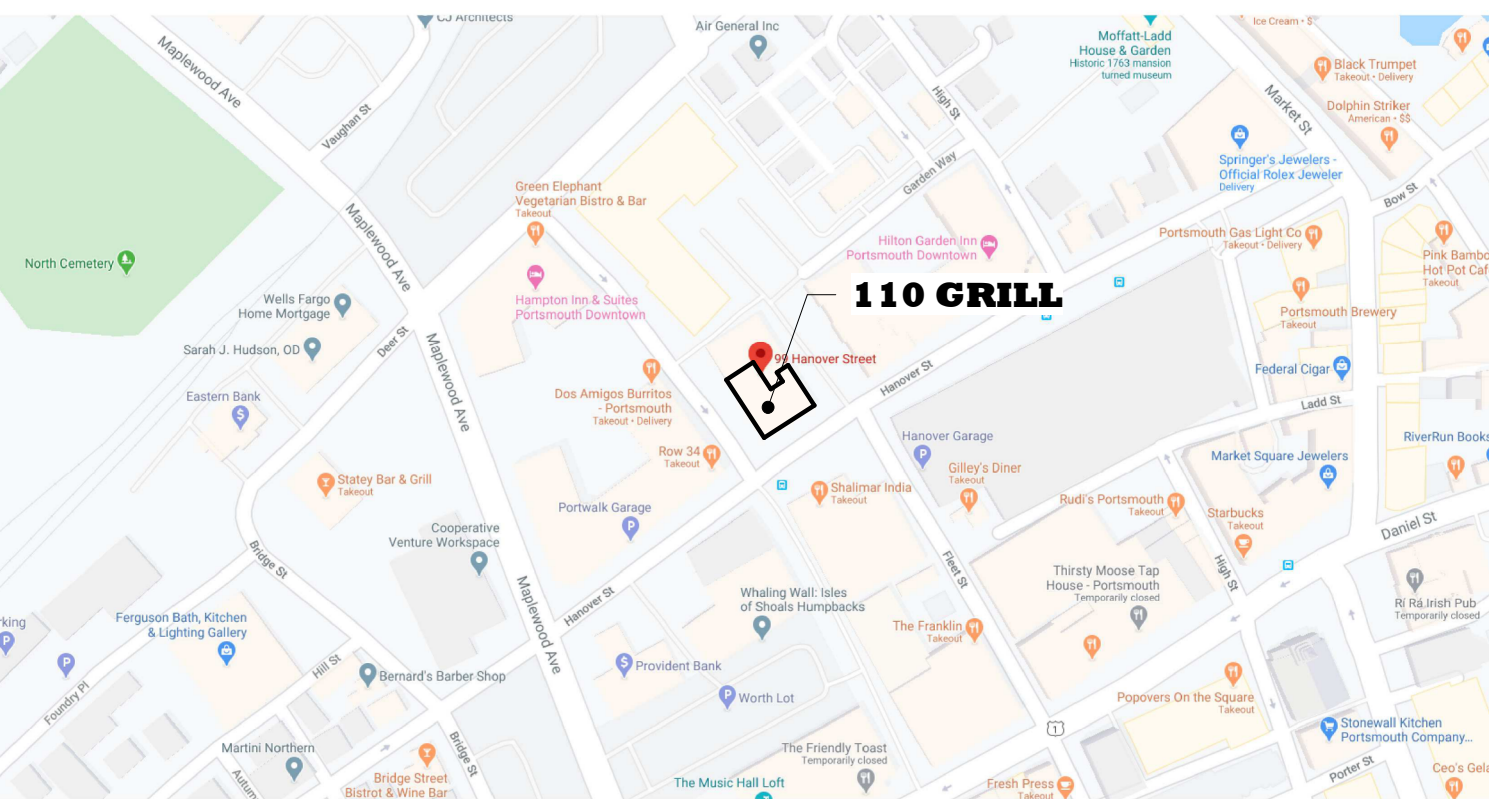 CJ Architects
Air General Inc
Moffatt-Ladd
House & Garden
Historic 1763 mansion
turned museum
Ice Cream · $
Black Trumpet
Takeout · Delivery
Dolphin Striker
American · $$
Maplewood Ave
Vaughan St
High St
Market St
Springer's Jewelers -
Official Rolex Jeweler
Delivery
Garden Way
Bow St
Green Elephant
Vegetarian Bistro & Bar
Takeout
Maplewood Ave
North Cemetery
Hilton Garden Inn
Portsmouth Downtown
Portsmouth Gas Light Co
Takeout · Delivery
Pink Bambo
Hot Pot Caf
Takeout
Wells Fargo
Home Mortgage
Hampton Inn & Suites
Portsmouth Downtown
110 GRILL
Portsmouth Brewery
Takeout
Sarah J. Hudson, OD
Deer St
Maplewood Ave
99 Hanover Street
Hanover St
Federal Cigar
Ladd St
Eastern Bank
Dos Amigos Burritos
- Portsmouth
Takeout · Delivery
Hanover Garage
P
RiverRun Books
Row 34
Takeout
Market Square Jewelers
Gilley's Diner
Takeout
Statey Bar & Grill
Takeout
Shalimar India
Takeout
Rudi's Portsmouth
Takeout
Starbucks
Takeout
Portwalk Garage
P
Daniel St
Cooperative
Venture Workspace
Bridge St
Fleet St
High St
Thirsty Moose Tap
House - Portsmouth
Temporarily closed
Maplewood Ave
Hanover St
Whaling Wall: Isles
of Shoals Humpbacks
Rí Rá Irish Pub
Temporarily closed
Ferguson Bath, Kitchen
& Lighting Gallery
rking
P
P
The Franklin
Takeout
Hill St
Bernard's Barber Shop
$ Provident Bank
P Worth Lot
Popovers On the Square
Takeout
Foundry Pl
1
Stonewall Kitchen
Portsmouth Company...
Martini Northern
Bridge St
The Friendly Toast
Temporarily closed
Porter St
Ceo's Gela
Autum
Bridge Street
Bistrot & Wine Bar
The Music Hall Loft
Fresh Press
Takeout